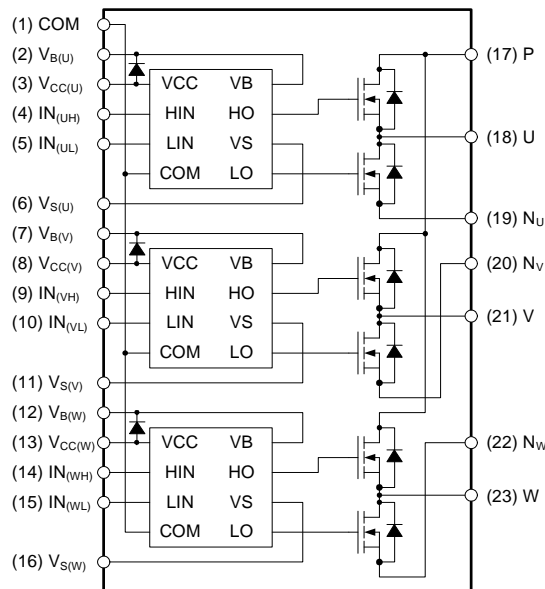 (1) COM
(2) VB(U)
(3) VCC(U)
(4) IN(UH)
(5) IN(UL)
(6) VS(U)
(7) VB(V)
(8) VCC(V)
(9) IN(VH)
(10) IN(VL)
(11) VS(V)
(12) VB(W)
(13) VCC(W)
(14) IN(WH)
(15) IN(WL)
(16) VS(W)
VCC VB
HIN HO
LIN VS
COM LO
VCC VB
HIN HO
LIN VS
COM LO
VCC VB
HIN HO
LIN VS
COM LO
(17) P
(18) U
(19) NU
(20) NV
(21) V
(22) NW
(23) W